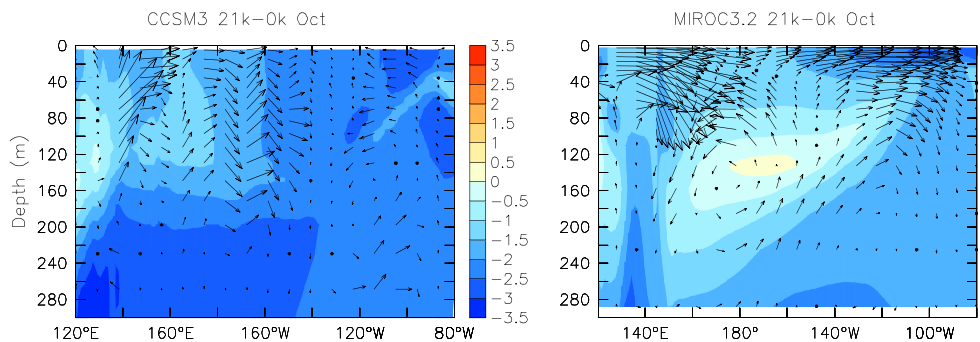 CCSM3 21k−0k Oct
MIROC3.2 21k−0k Oct
Depth (m)
0
40
80
120
160
200
240
280
120°E
160°E
160°W
120°W
80°W
3.5
3
2.5
2
1.5
1
0.5
0
−0.5
−1
−1.5
−2
−2.5
−3
−3.5
0
40
80
120
160
200
240
280
140°E
180°
140°W
100°W